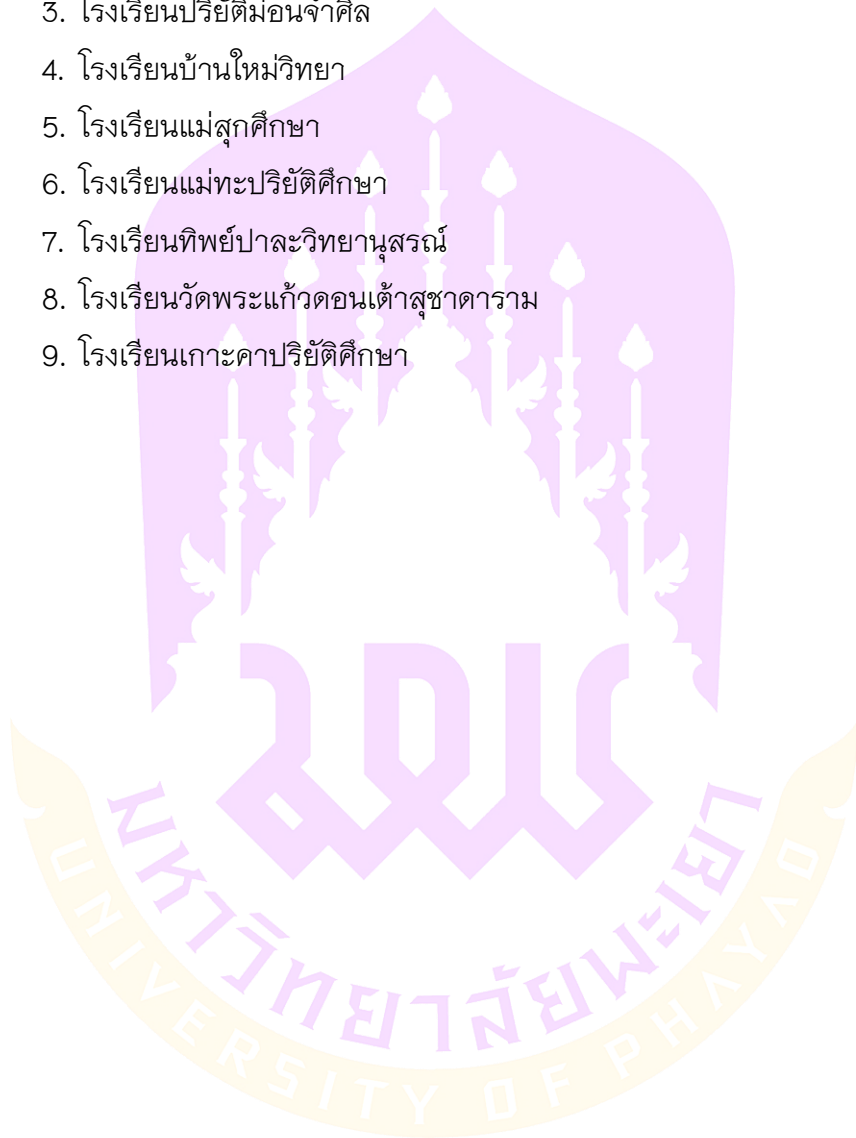 3. โรงเรียนปริยัติม่อนจำศีล
4. โรงเรียนบ้านใหม่วิทยา
5. โรงเรียนแม่สุกศึกษา
6. โรงเรียนแม่ทะปริยัติศึกษา
7. โรงเรียนทิพย์ปาละวิทยานุสรณ์
8. โรงเรียนวัดพระแก้วดอนเต้าสุชาดาราม
9. โรงเรียนเกาะคาปริยัติศึกษา
มหาวิทยาลัยพะเยา
UNIVERSITY OF PHAYAO